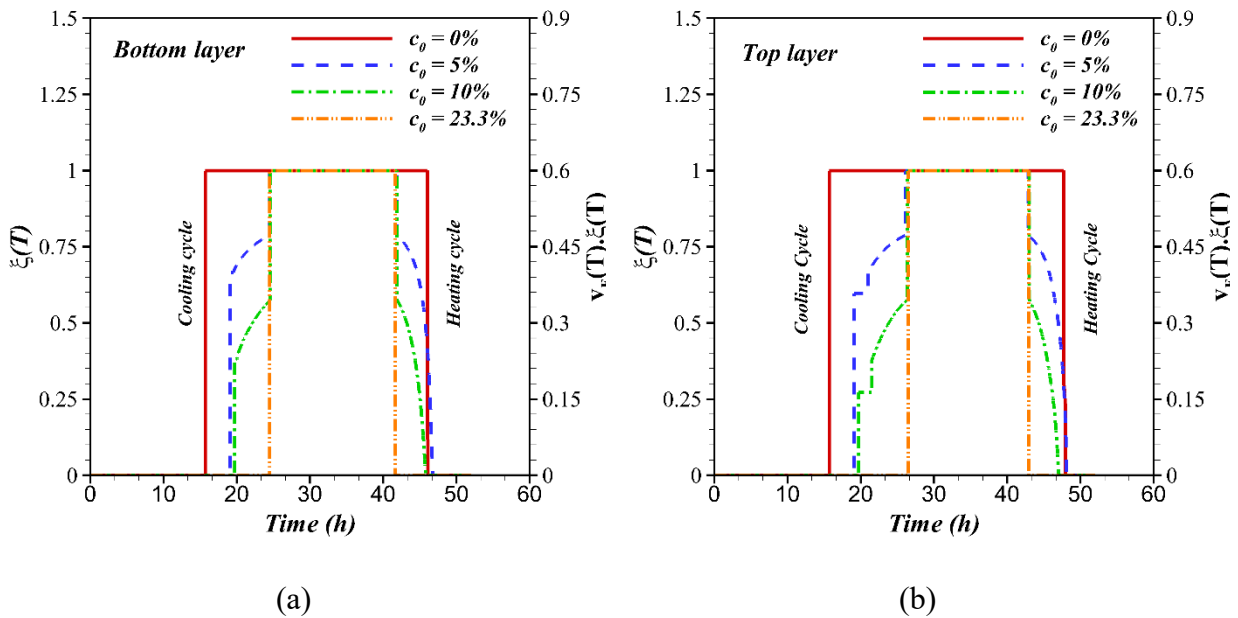 1.5
1.25
1
0.75
0.5
0.25
0
ξ(T)
Bottom layer
c0 = 0%
c0 = 5%
c0 = 10%
c0 = 23.3%
Cooling cycle
Heating cycle
0.9
0.75
0.6
0.45
0.3
0.15
0
0 20 30 40 50 60
Time (h)
(a)
1.5
1.25
1
0.75
0.5
0.25
0
ξ(T)
Top layer
c0 = 0%
c0 = 5%
c0 = 10%
c0 = 23.3%
Cooling Cycle
Heating Cycle
0.9
0.75
0.6
0.45
0.3
0.15
0
0 20 30 40 50 60
Time (h)
(b)